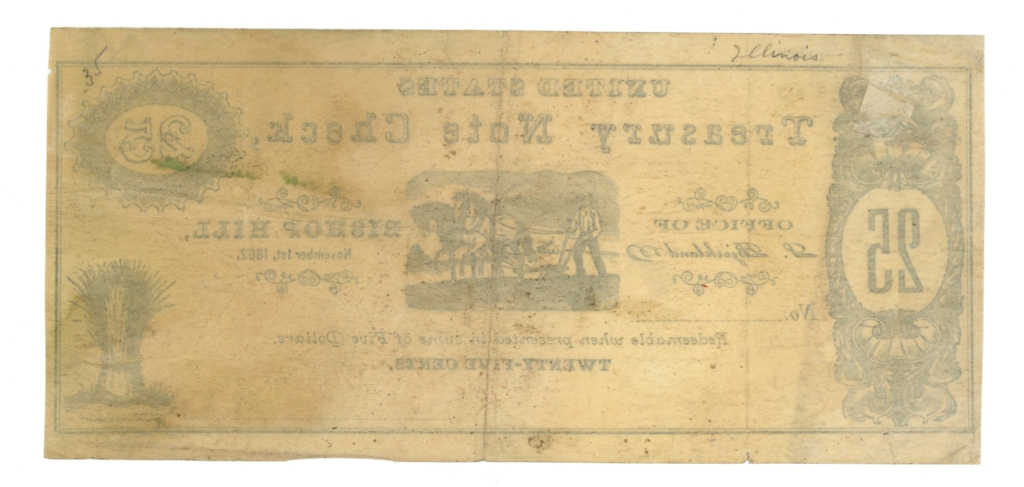 35
Illinois
UNITED STATES
Treasury Note Check,
25
OFFICE OF
BISHOP HILL,
S. Björklund
November 1st, 1862.
25
No.
Redeemable when presented in sums of Five Dollars.
TWENTY-FIVE CENTS.